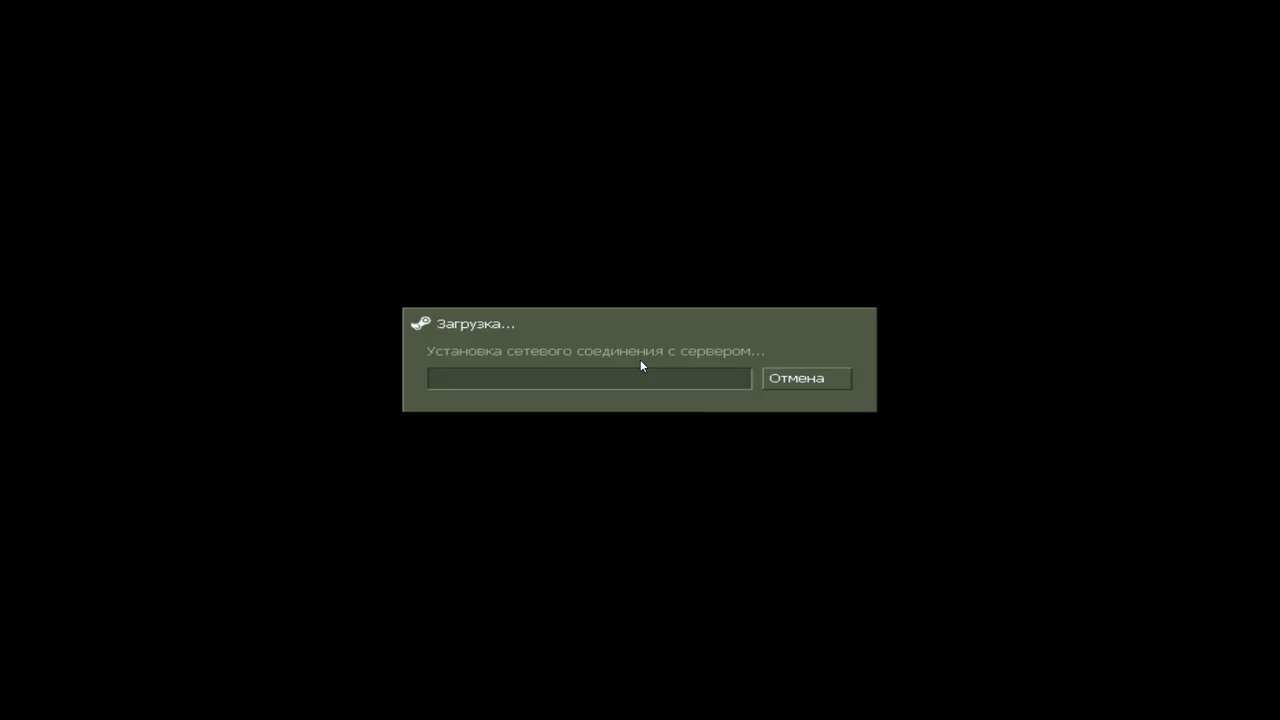 Загрузка...
Установка сетевого соединения с сервером...
Отмена